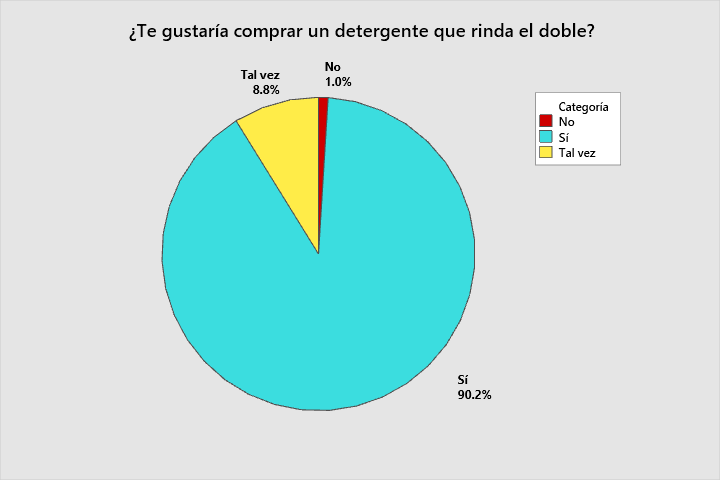 ¿Te gustaría comprar un detergente que rinda el doble?
No
1.0%
Tal vez
8.8%
Categoría
No
Sí
Tal vez
Sí
90.2%